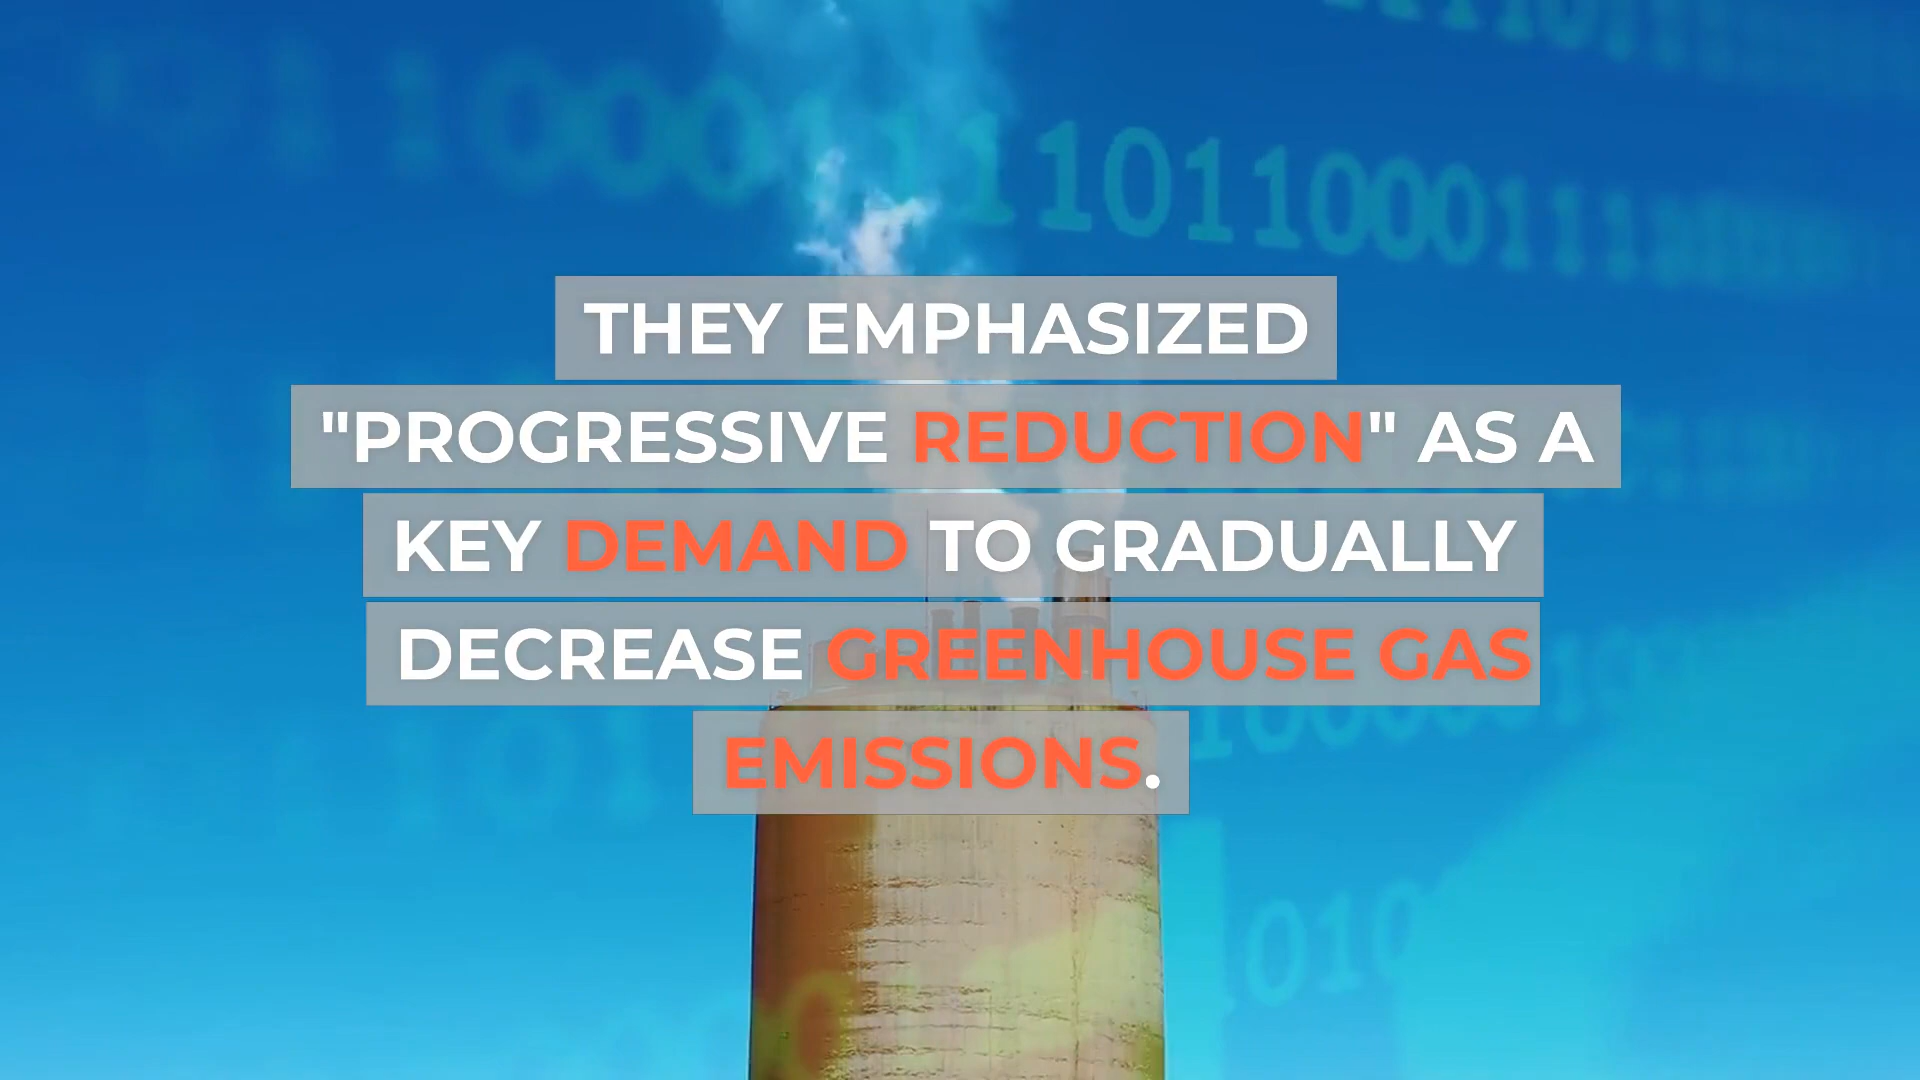 THEY EMPHASIZED
"PROGRESSIVE REDUCTION" AS A
KEY DEMAND TO GRADUALLY
DECREASE GREENHOUSE GAS
EMISSIONS.